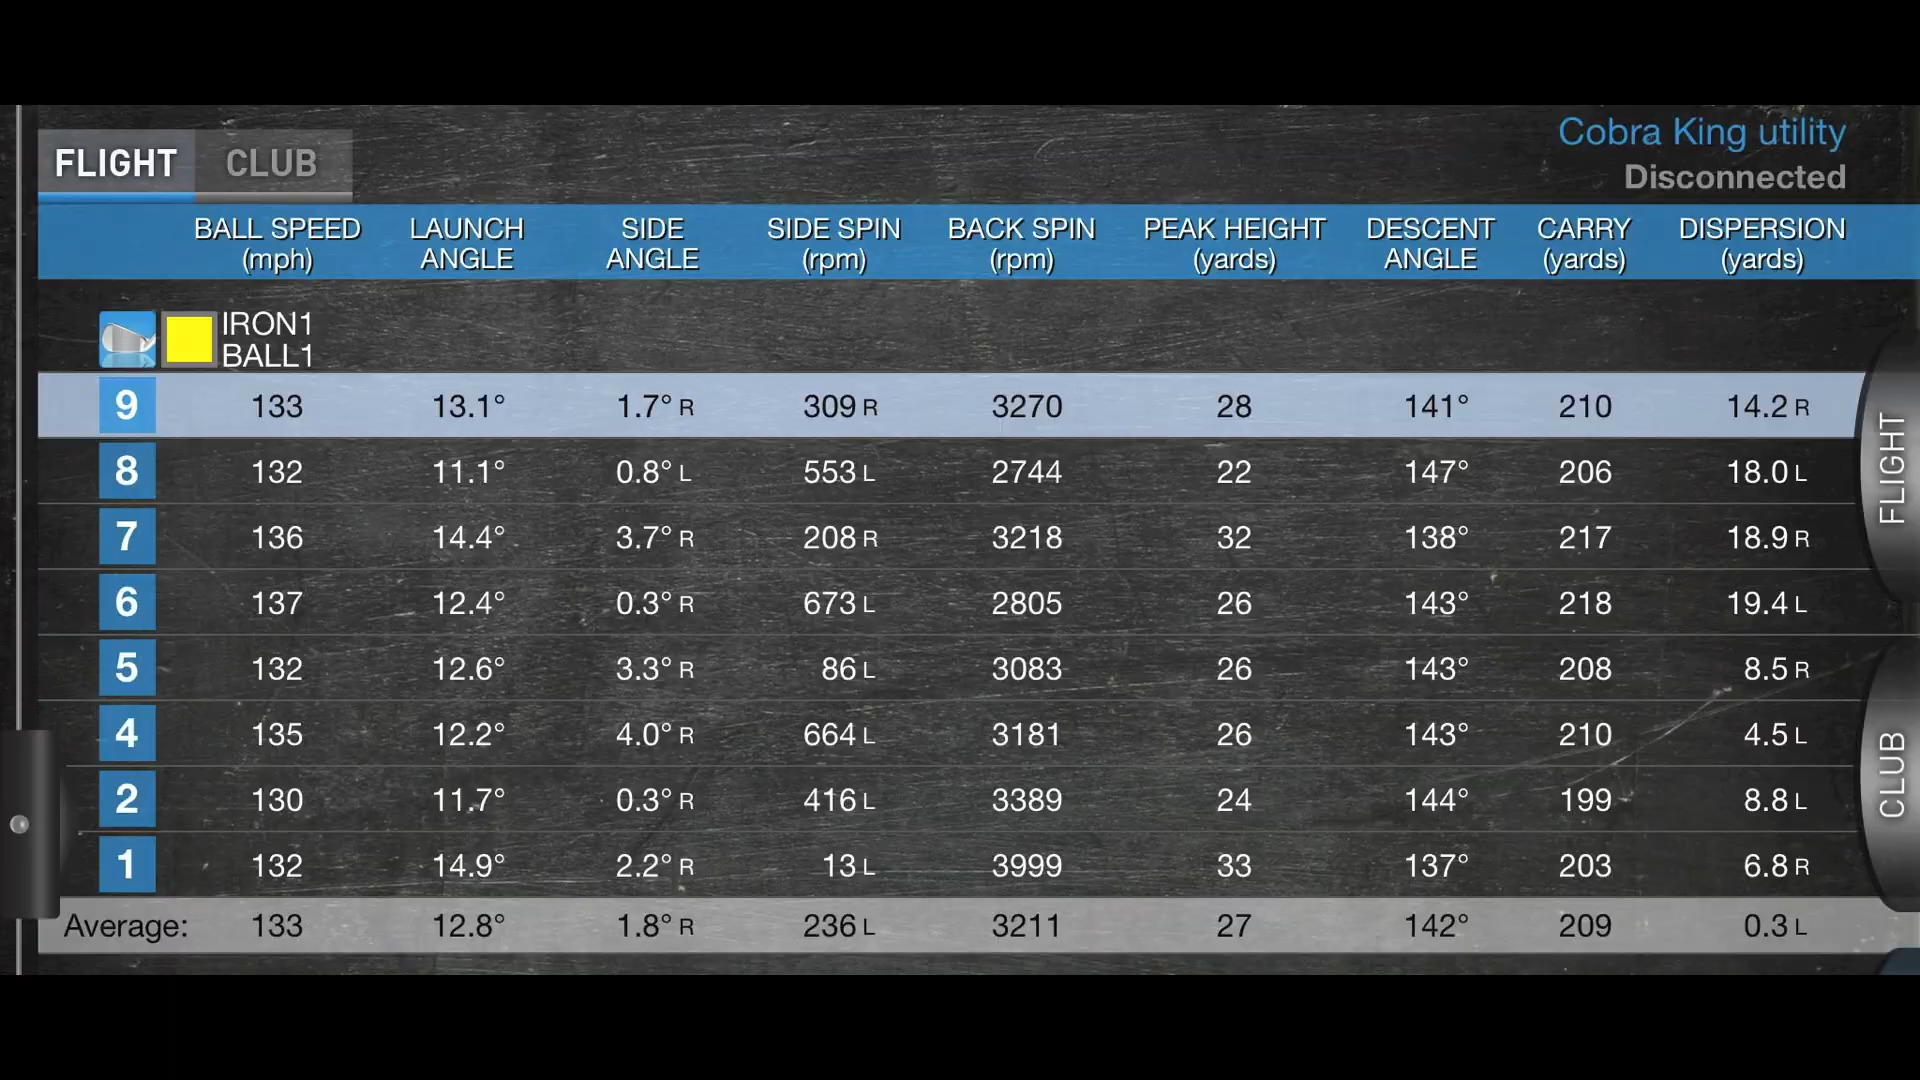 FLIGHT CLUB
Cobra King utility
Disconnected
BALL SPEED (mph) LAUNCH ANGLE SIDE ANGLE SIDE SPIN (rpm) BACK SPIN (rpm) PEAK HEIGHT (yards) DESCENT ANGLE CARRY (yards) DISPERSION (yards)
IRON1
BALL1
9 133 13.1° 1.7° R 309 R 3270 28 141° 210 14.2 R
8 132 11.1° 0.8° L 553 L 2744 22 147° 206 18.0 L
7 136 14.4° 3.7° R 208 R 3218 32 138° 217 18.9 R
6 137 12.4° 0.3° R 673 L 2805 26 143° 218 19.4 L
5 132 12.6° 3.3° R 86 L 3083 26 143° 208 8.5 R
4 135 12.2° 4.0° R 664 L 3181 26 143° 210 4.5 L
2 130 11.7° 0.3° R 416 L 3389 24 144° 199 8.8 L
1 132 14.9° 2.2° R 13 L 3999 33 137° 203 6.8 R
Average: 133 12.8° 1.8° R 236 L 3211 27 142° 209 0.3 L
FLIGHT
CLUB